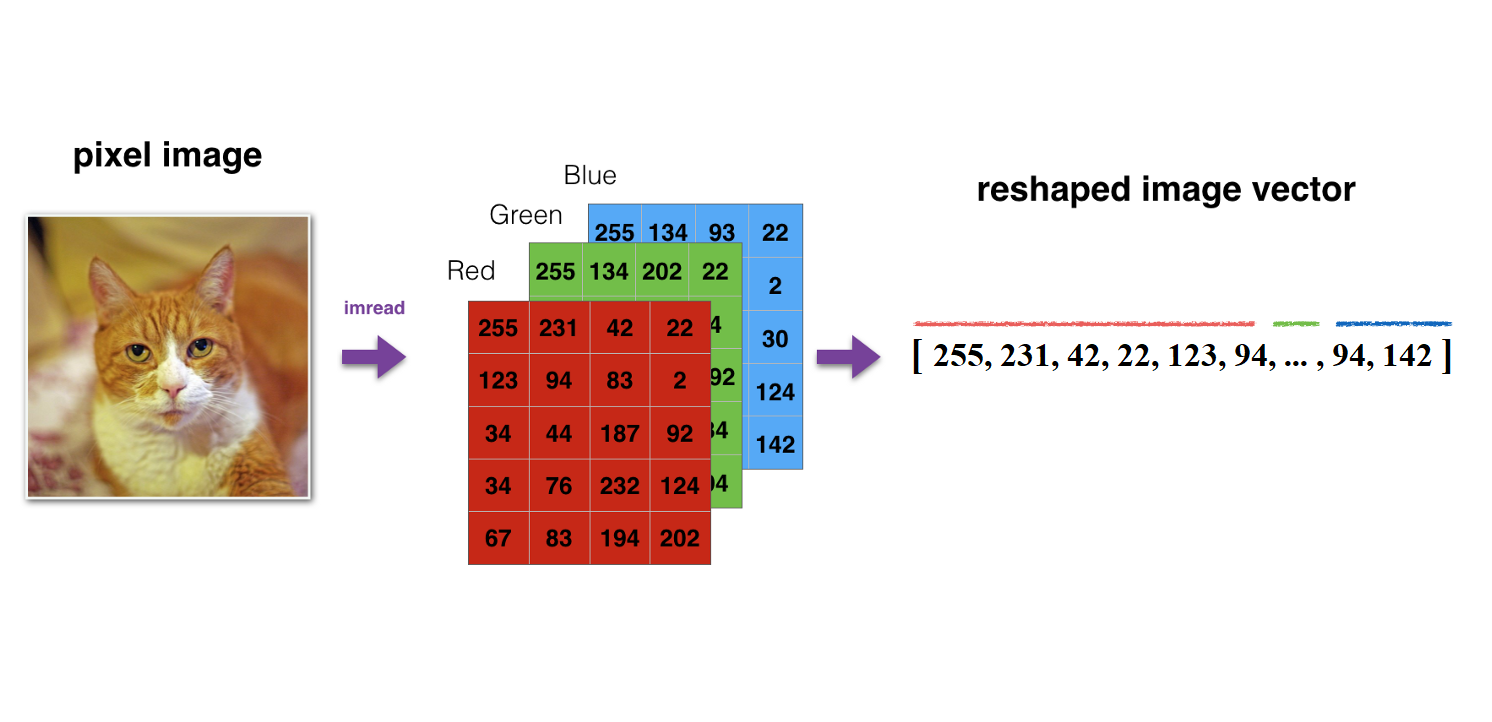 pixel image
imread
Blue
255 134 93 22
2
30
124
142
Green
255 134 202 22
4
92
34
04
Red
255 231 42 22
123 94 83 2
34 44 187 92
34 76 232 124
67 83 194 202
reshaped image vector
[ 255, 231, 42, 22, 123, 94, ... , 94, 142 ]